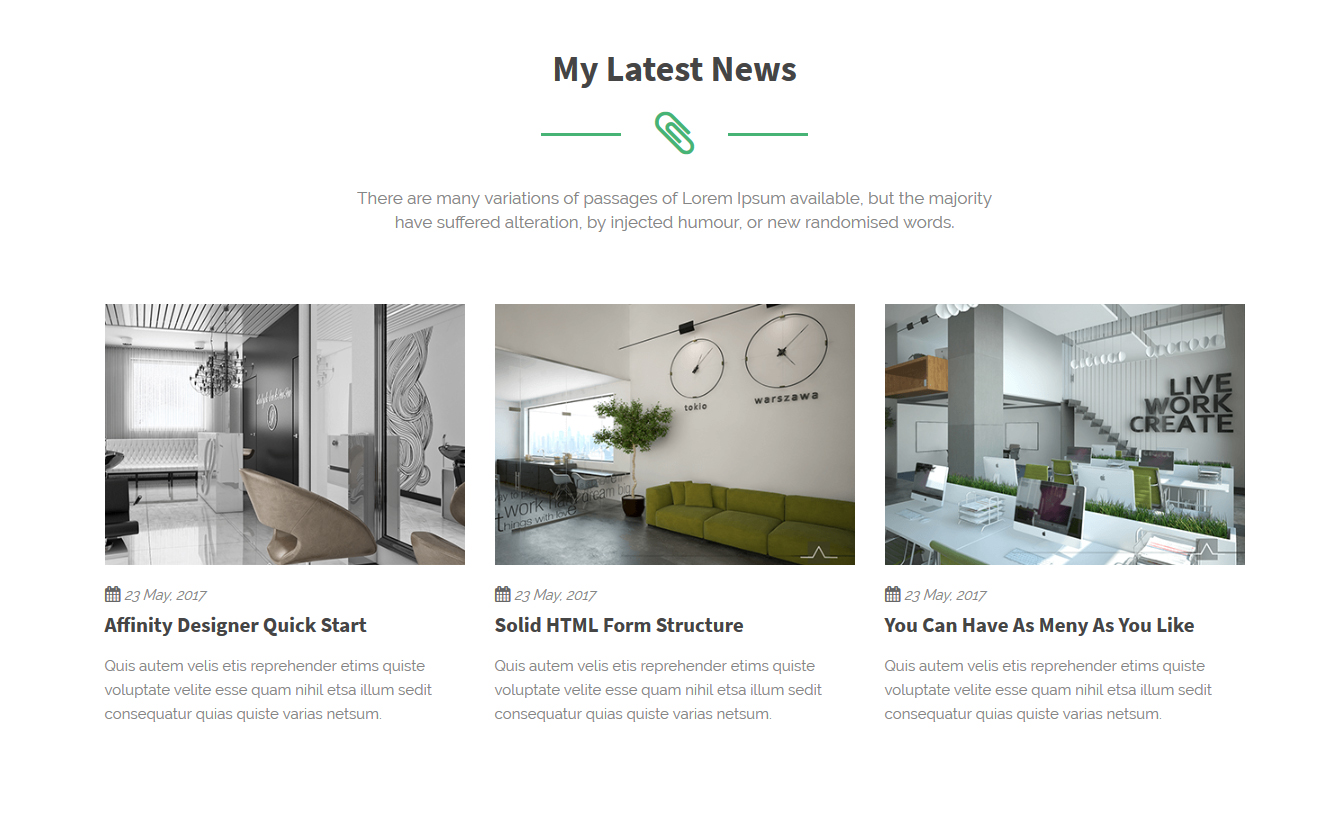 My Latest News
There are many variations of passages of Lorem Ipsum available, but the majority
have suffered alteration, by injected humour, or new randomised words.
tokio
warszawa
work
dream big
things with love
LIVE
WORK
CREATE
23 May, 2017
23 May, 2017
23 May, 2017
Affinity Designer Quick Start
Solid HTML Form Structure
You Can Have As Meny As You Like
Quis autem velis etis reprehender etims quiste
voluptate velite esse quam nihil etsa illum sedit
consequatur quias quiste varias netsum.
Quis autem velis etis reprehender etims quiste
voluptate velite esse quam nihil etsa illum sedit
consequatur quias quiste varias netsum.
Quis autem velis etis reprehender etims quiste
voluptate velite esse quam nihil etsa illum sedit
consequatur quias quiste varias netsum.